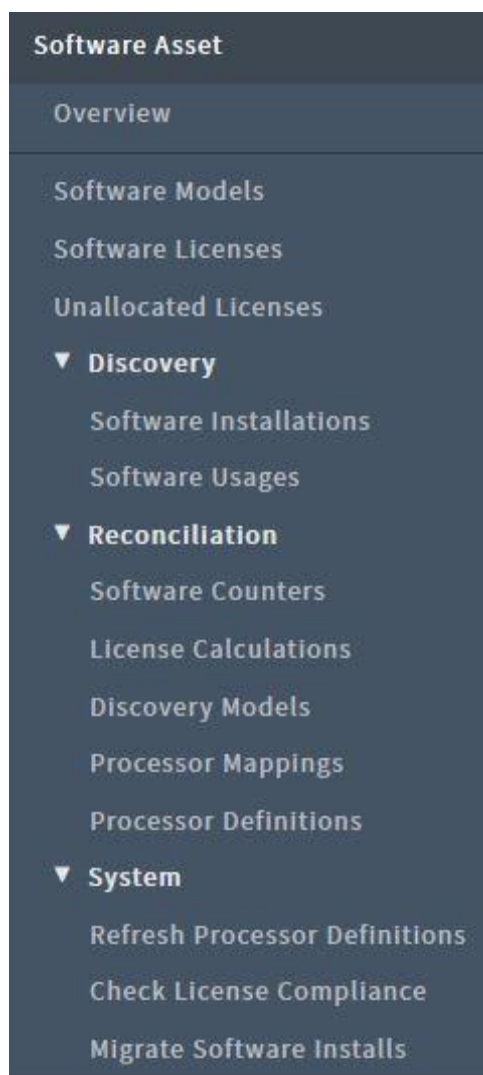 Software Asset
Overview
Software Models
Software Licenses
Unallocated Licenses
Discovery
Software Installations
Software Usages
Reconciliation
Software Counters
License Calculations
Discovery Models
Processor Mappings
Processor Definitions
System
Refresh Processor Definitions
Check License Compliance
Migrate Software Installs